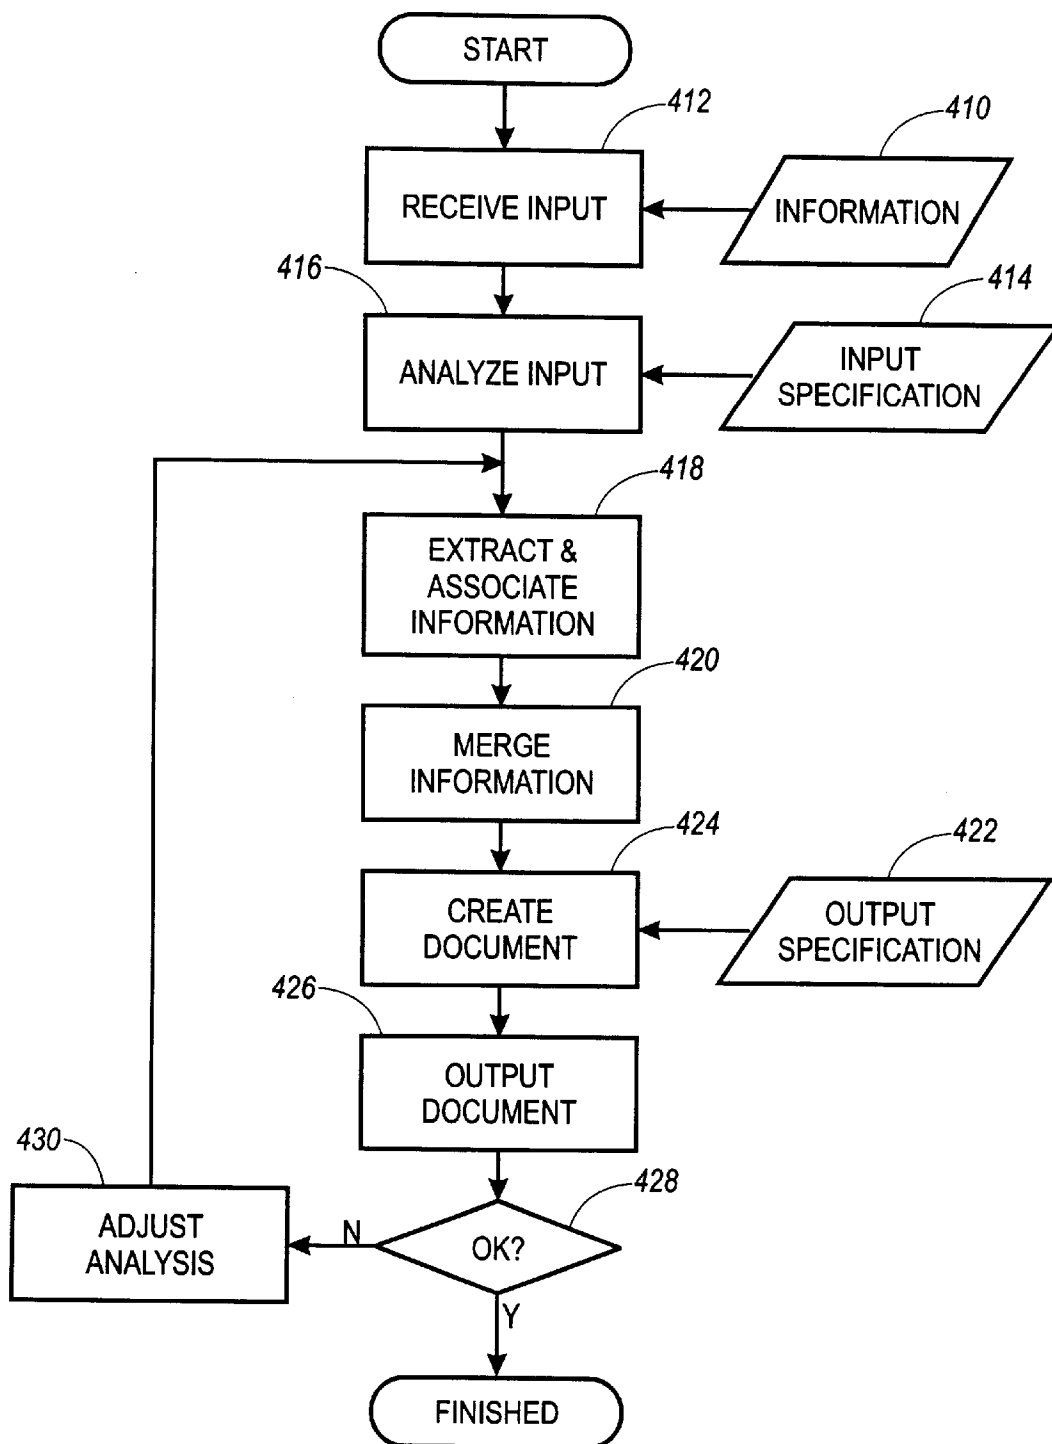 START
412
410
RECEIVE INPUT
INFORMATION
416
414
ANALYZE INPUT
INPUT
SPECIFICATION
418
EXTRACT &
ASSOCIATE
INFORMATION
420
MERGE
INFORMATION
424
422
CREATE
DOCUMENT
OUTPUT
SPECIFICATION
426
OUTPUT
DOCUMENT
430
428
ADJUST
ANALYSIS
N
OK?
Y
FINISHED